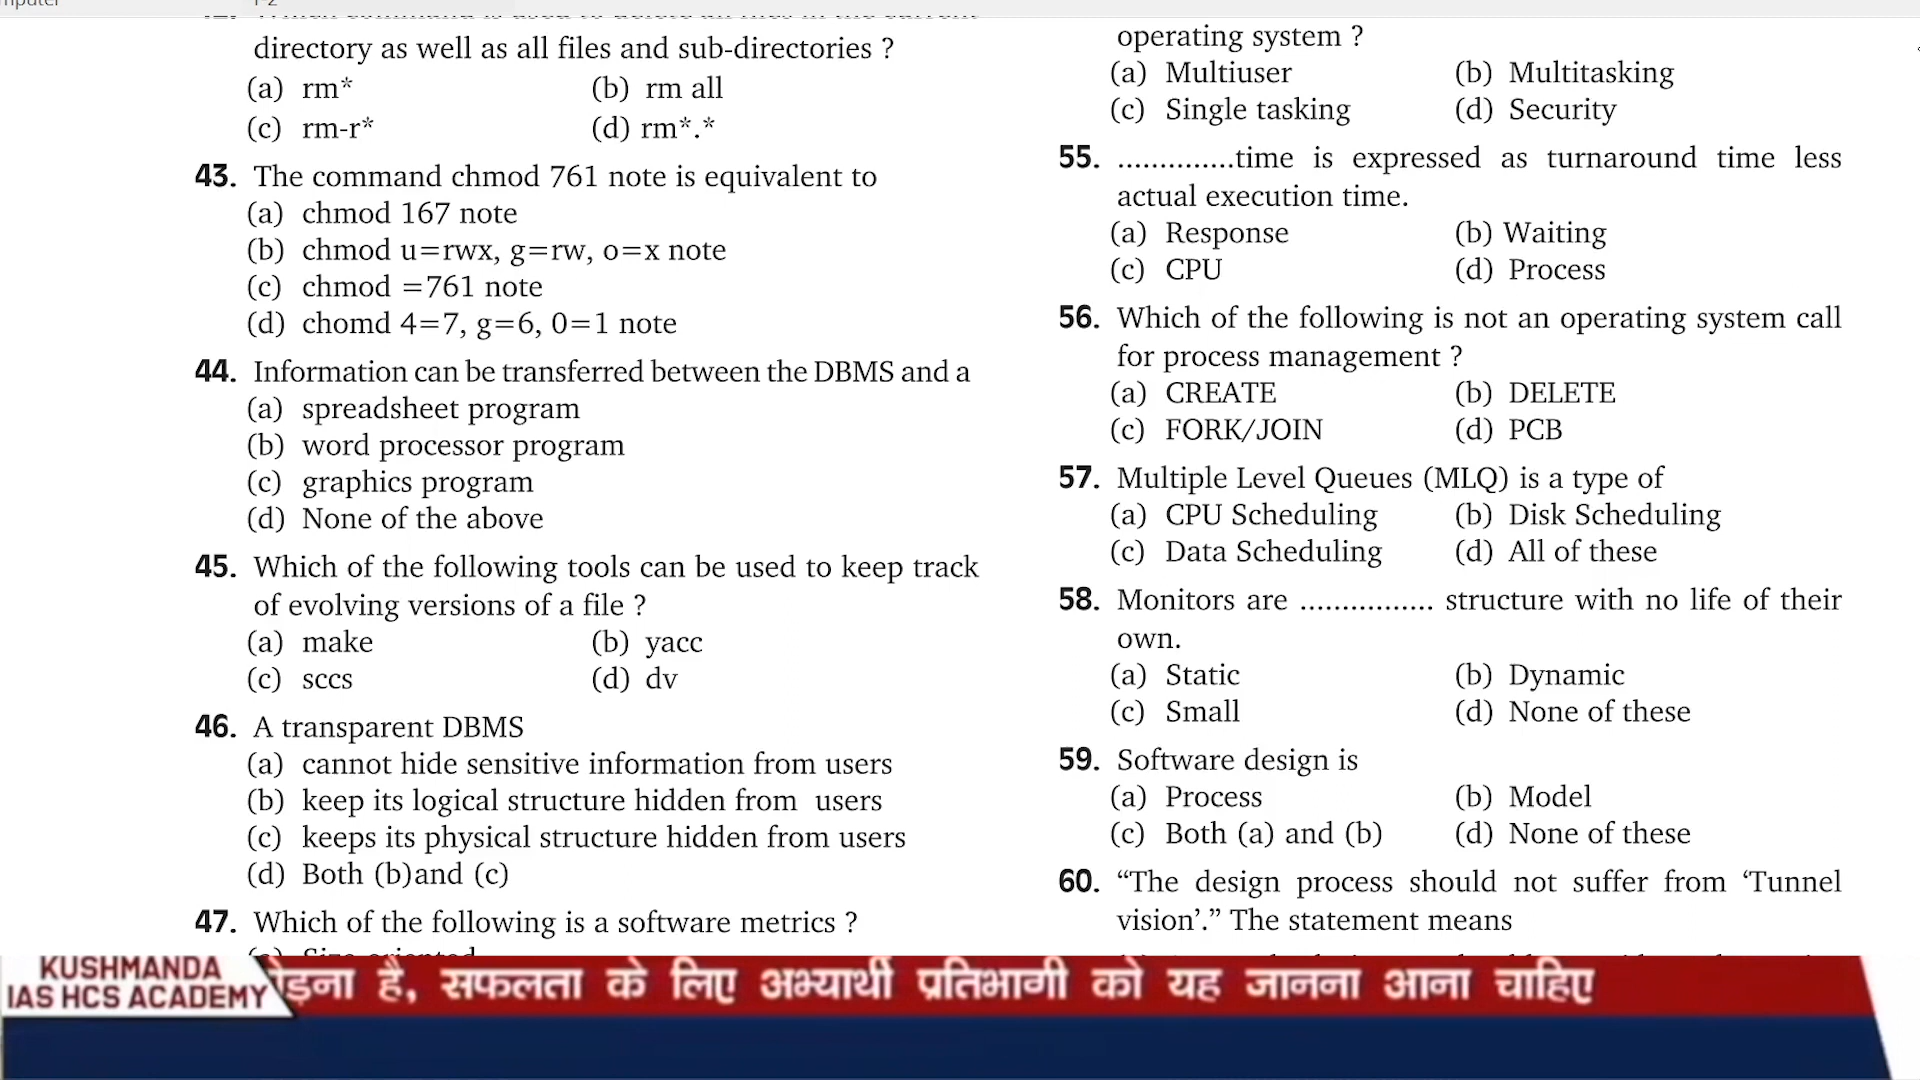 directory as well as all files and sub-directories ?
(a) rm* (b) rm all
(c) rm-r* (d) rm*.*
43. The command chmod 761 note is equivalent to
(a) chmod 167 note
(b) chmod u=rwx, g=rw, o=x note
(c) chmod =761 note
(d) chomd 4=7, g=6, 0=1 note
44. Information can be transferred between the DBMS and a
(a) spreadsheet program
(b) word processor program
(c) graphics program
(d) None of the above
45. Which of the following tools can be used to keep track
of evolving versions of a file ?
(a) make (b) yacc
(c) sccs (d) dv
46. A transparent DBMS
(a) cannot hide sensitive information from users
(b) keep its logical structure hidden from users
(c) keeps its physical structure hidden from users
(d) Both (b)and (c)
47. Which of the following is a software metrics ?
operating system ?
(a) Multiuser (b) Multitasking
(c) Single tasking (d) Security
55. ..............time is expressed as turnaround time less
actual execution time.
(a) Response (b) Waiting
(c) CPU (d) Process
56. Which of the following is not an operating system call
for process management ?
(a) CREATE (b) DELETE
(c) FORK/JOIN (d) PCB
57. Multiple Level Queues (MLQ) is a type of
(a) CPU Scheduling (b) Disk Scheduling
(c) Data Scheduling (d) All of these
58. Monitors are ................ structure with no life of their
own.
(a) Static (b) Dynamic
(c) Small (d) None of these
59. Software design is
(a) Process (b) Model
(c) Both (a) and (b) (d) None of these
60. “The design process should not suffer from ‘Tunnel
vision’.” The statement means
KUSHMANDA
IAS HCS ACADEMY
है, सफलता के लिए अभ्यार्थी प्रतिभागी को यह जानना आना चाहिए